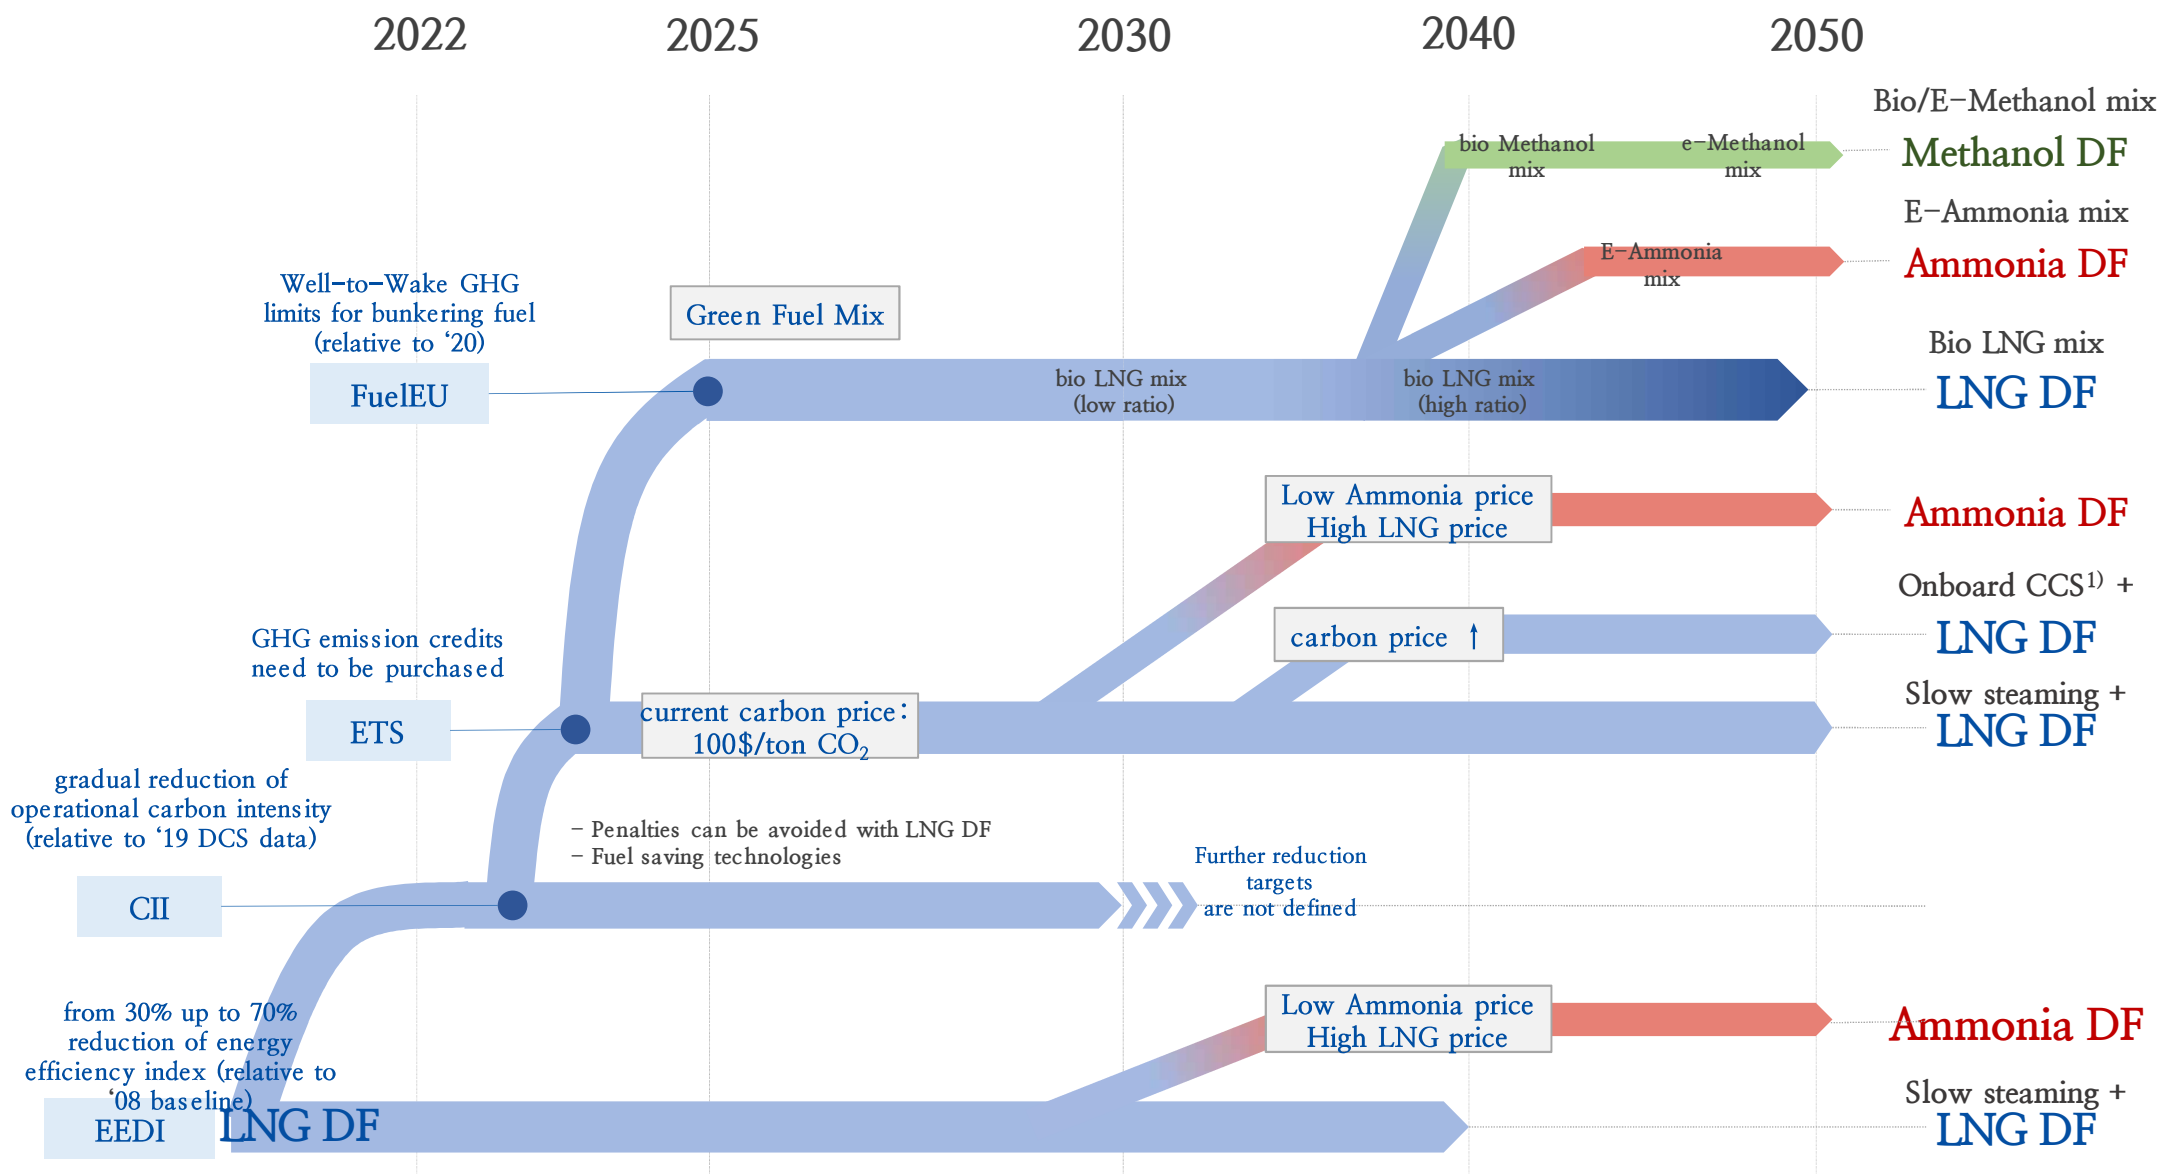 2022
2025
2030
2040
2050
Bio/E-Methanol mix
Methanol DF
bio Methanol
mix
e-Methanol
mix
E-Ammonia mix
Ammonia DF
E-Ammonia
mix
Well-to-Wake GHG
limits for bunkering fuel
(relative to ‘20)
FuelEU
Green Fuel Mix
bio LNG mix
(low ratio)
bio LNG mix
(high ratio)
Bio LNG mix
LNG DF
Low Ammonia price
High LNG price
Ammonia DF
Onboard CCS1) +
LNG DF
carbon price ↑
GHG emission credits
need to be purchased
ETS
current carbon price:
100$/ton CO2
Slow steaming +
LNG DF
gradual reduction of
operational carbon intensity
(relative to ‘19 DCS data)
CII
- Penalties can be avoided with LNG DF
- Fuel saving technologies
Further reduction
targets
are not defined
from 30% up to 70%
reduction of energy
efficiency index (relative to
‘08 baseline)
EEDI
LNG DF
Low Ammonia price
High LNG price
Ammonia DF
Slow steaming +
LNG DF